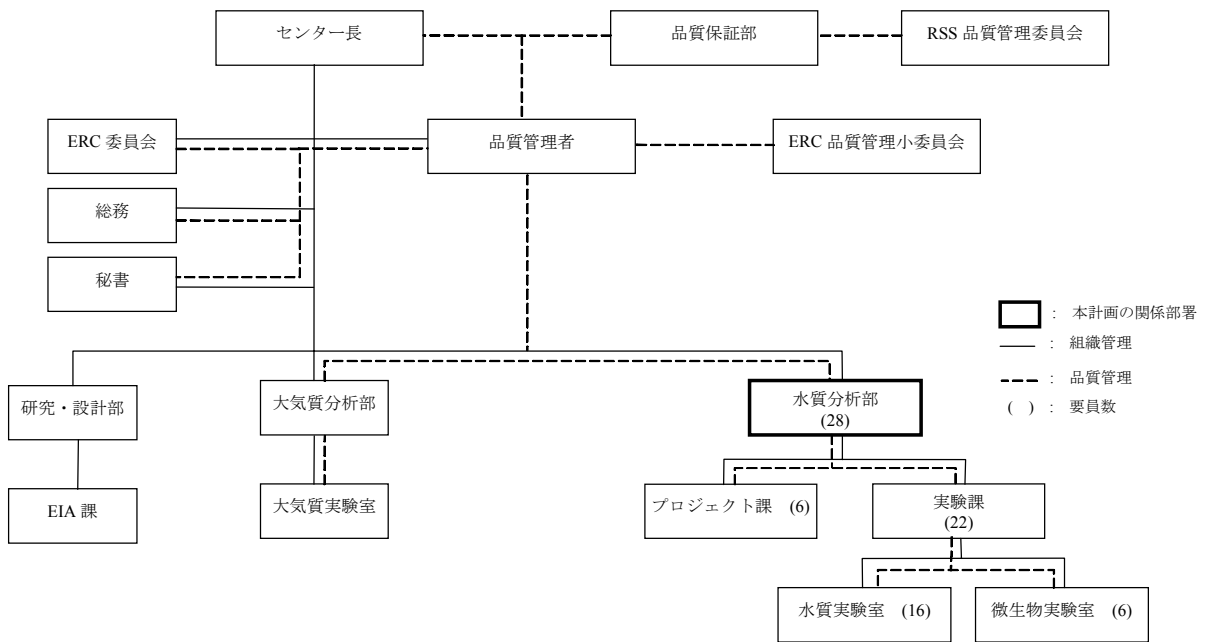 センター長
品質保証部
RSS 品質管理委員会
ERC 委員会
品質管理者
ERC 品質管理小委員会
総務
秘書
: 本計画の関係部署
: 組織管理
: 品質管理
( ) : 要員数
研究・設計部
大気質分析部
水質分析部
(28)
EIA 課
大気質実験室
プロジェクト課 (6)
実験課
(22)
水質実験室 (16)
微生物実験室 (6)